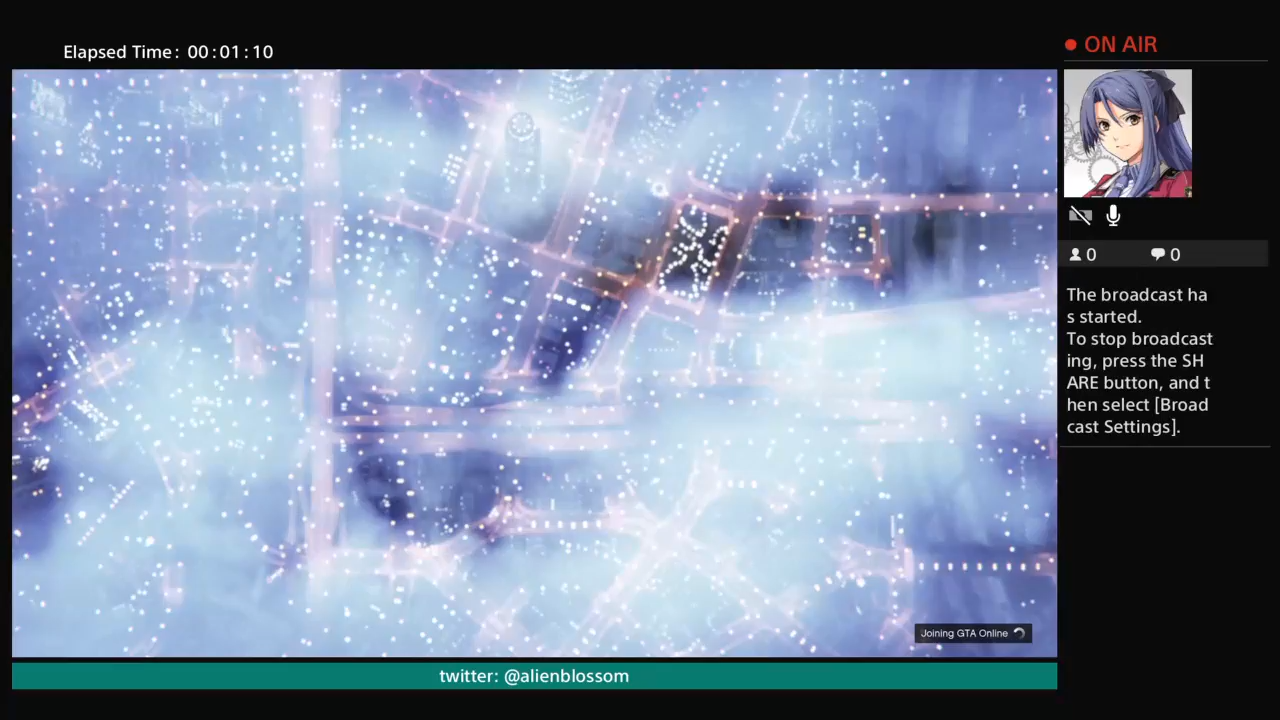 Elapsed Time: 00:01:10
ON AIR
0 0
The broadcast ha
s started.
To stop broadcast
ing, press the SH
ARE button, and t
hen select [Broad
cast Settings].
Joining GTA Online
twitter: @alienblossom